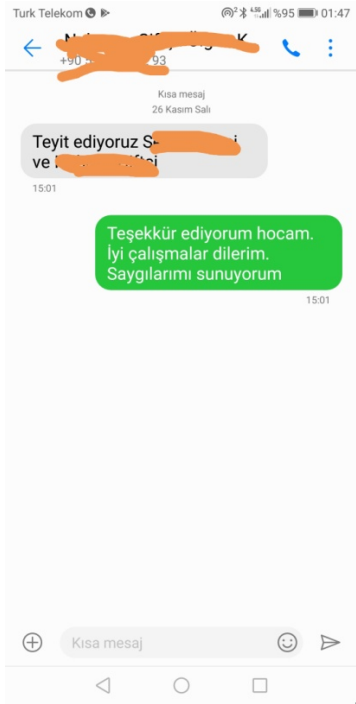 Turk Telekom %95 01:47
K
+90 93
Kısa mesaj
26 Kasım Salı
Teyit ediyoruz S
ve
15:01
Teşekkür ediyorum hocam.
İyi çalışmalar dilerim.
Saygılarımı sunuyorum
15:01
Kısa mesaj